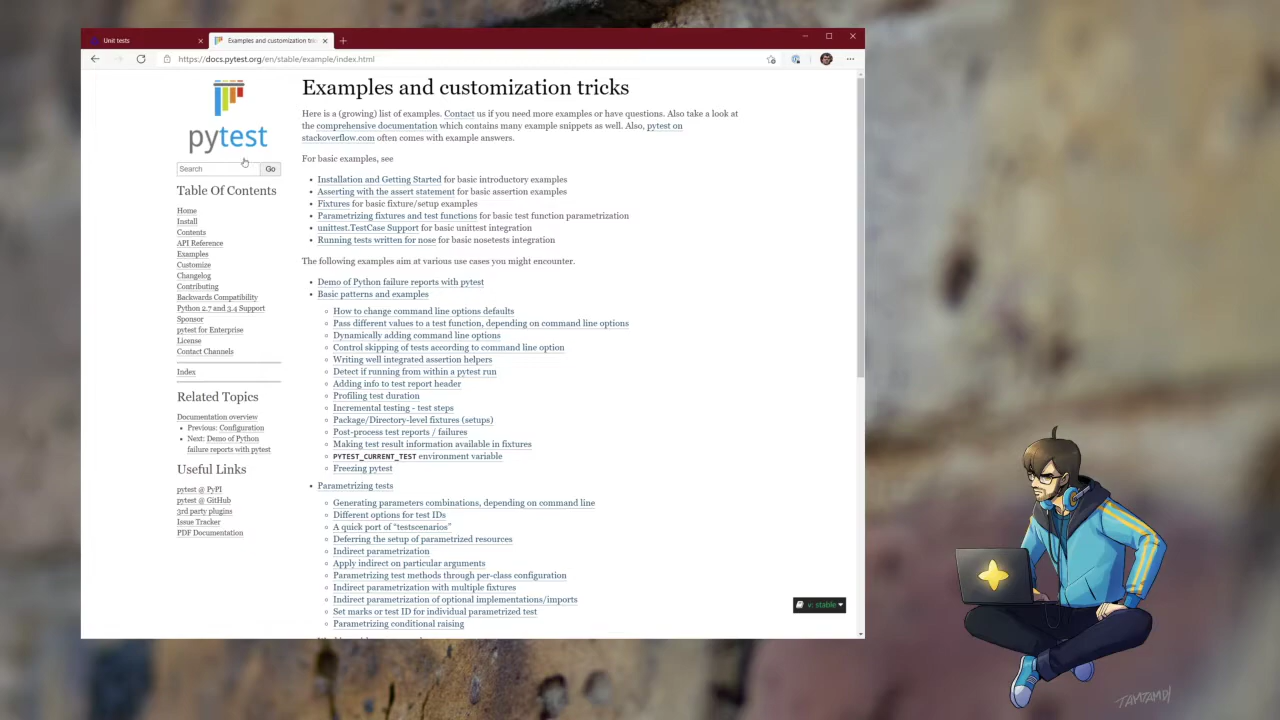 Unit tests
Examples and customization tric
https://docs.pytest.org/en/stable/example/index.html
pytest
Search
Go
Table Of Contents
Home
Install
Contents
API Reference
Examples
Customize
Changelog
Contributing
Backwards Compatibility
Python 2.7 and 3.4 Support
Sponsor
pytest for Enterprise
License
Contact Channels
Index
Related Topics
Documentation overview
Previous: Configuration
Next: Demo of Python
failure reports with pytest
Useful Links
pytest @ PyPI
pytest @ GitHub
3rd party plugins
Issue Tracker
PDF Documentation
Examples and customization tricks
Here is a (growing) list of examples. Contact us if you need more examples or have questions. Also take a look at
the comprehensive documentation which contains many example snippets as well. Also, pytest on
stackoverflow.com often comes with example answers.
For basic examples, see
Installation and Getting Started for basic introductory examples
Asserting with the assert statement for basic assertion examples
Fixtures for basic fixture/setup examples
Parametrizing fixtures and test functions for basic test function parametrization
unittest.TestCase Support for basic unittest integration
Running tests written for nose for basic nosetests integration
The following examples aim at various use cases you might encounter.
Demo of Python failure reports with pytest
Basic patterns and examples
How to change command line options defaults
Pass different values to a test function, depending on command line options
Dynamically adding command line options
Control skipping of tests according to command line option
Writing well integrated assertion helpers
Detect if running from within a pytest run
Adding info to test report header
Profiling test duration
Incremental testing - test steps
Package/Directory-level fixtures (setups)
Post-process test reports / failures
Making test result information available in fixtures
PYTEST_CURRENT_TEST environment variable
Freezing pytest
Parametrizing tests
Generating parameters combinations, depending on command line
Different options for test IDs
A quick port of “testscenarios”
Deferring the setup of parametrized resources
Indirect parametrization
Apply indirect on particular arguments
Parametrizing test methods through per-class configuration
Indirect parametrization with multiple fixtures
Indirect parametrization of optional implementations/imports
Set marks or test ID for individual parametrized test
Parametrizing conditional raising
v: stable